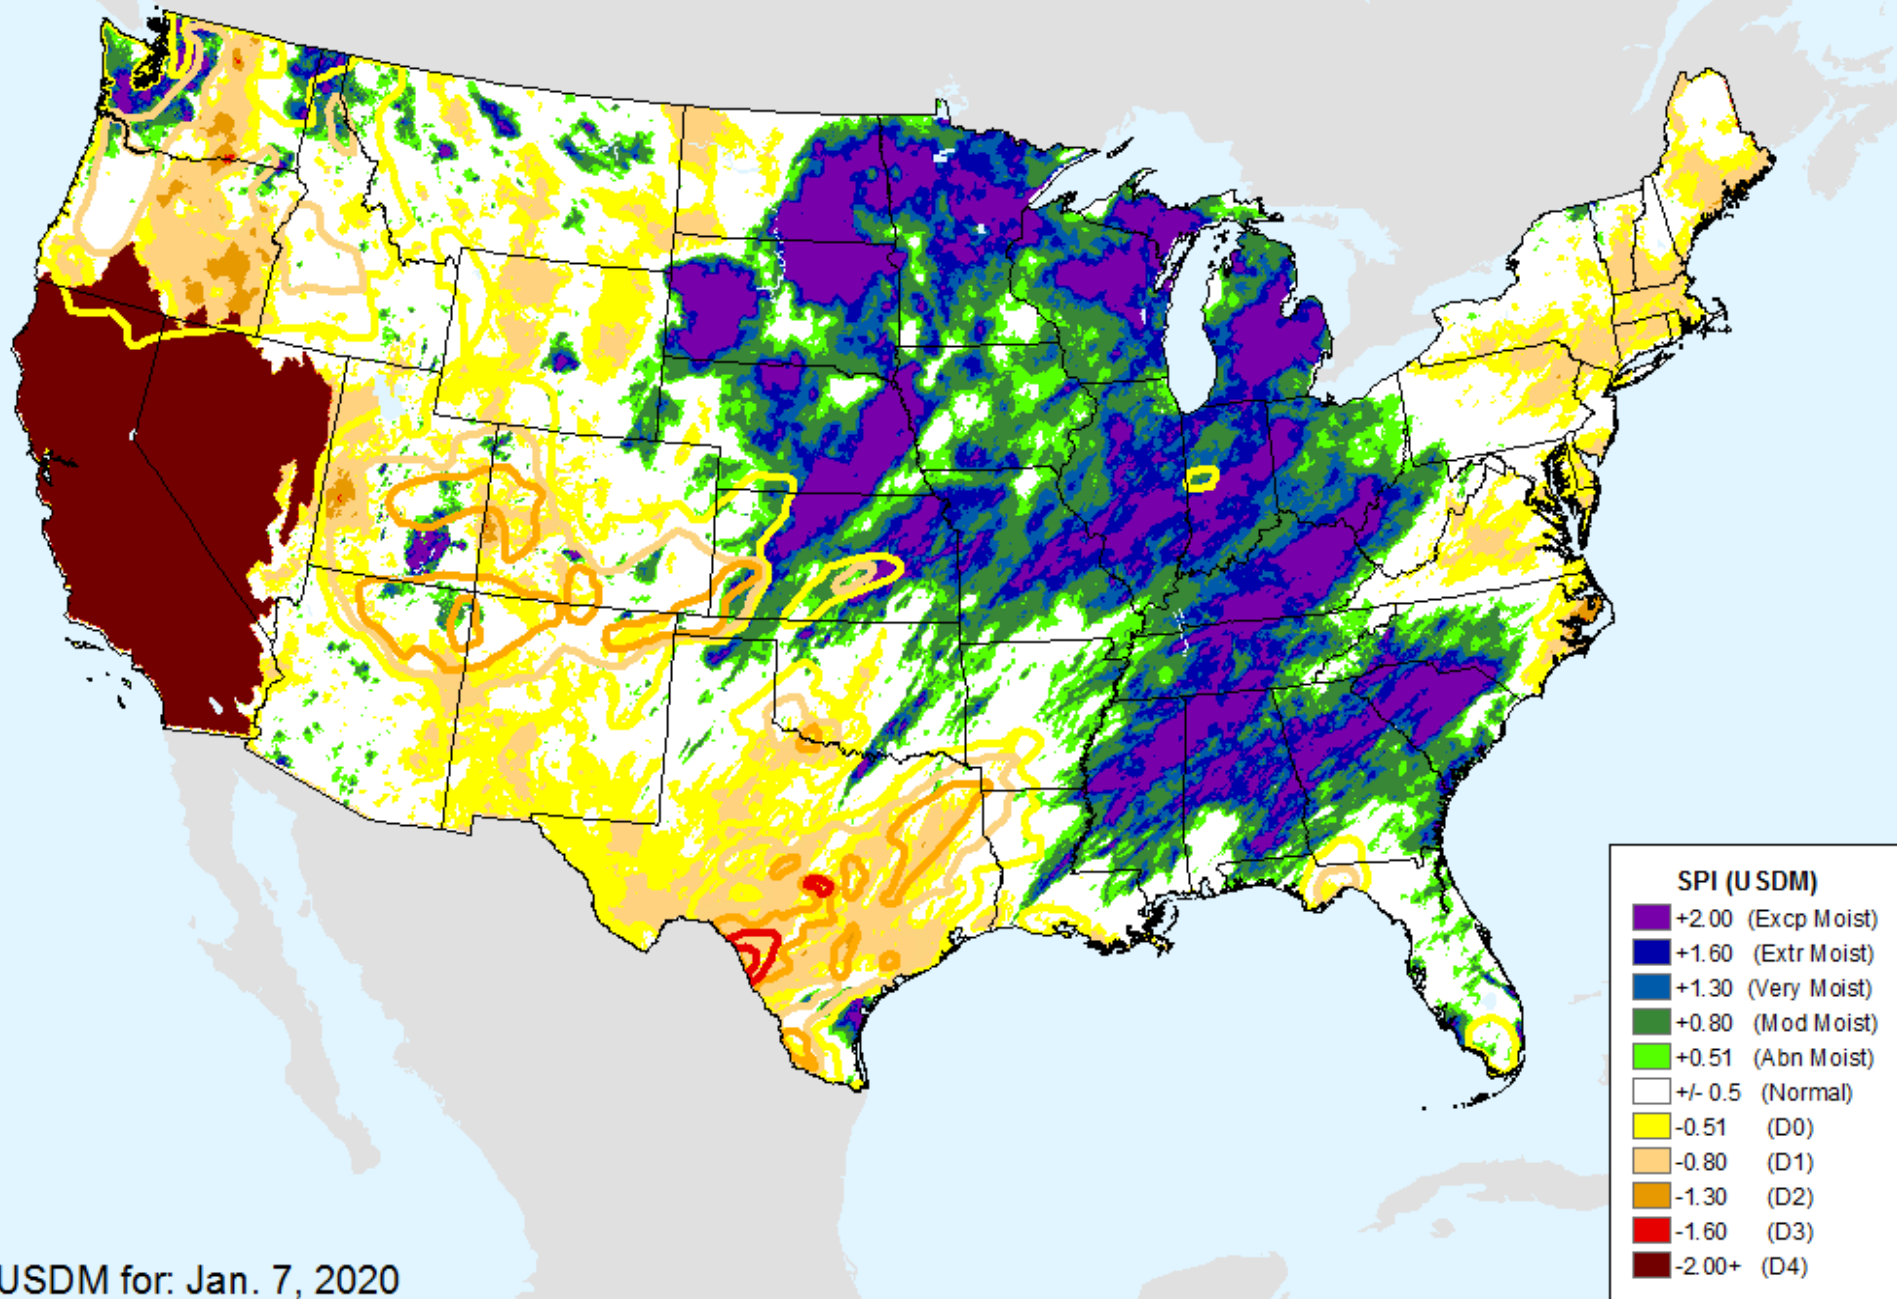 SPI (USDM)
+2.00 (Excp Moist)
+1.60 (Extr Moist)
+1.30 (Very Moist)
+0.80 (Mod Moist)
+0.51 (Abn Moist)
+/- 0.5 (Normal)
-0.51 (D0)
-0.80 (D1)
-1.30 (D2)
-1.60 (D3)
-2.00+ (D4)
USDM for: Jan. 7, 2020